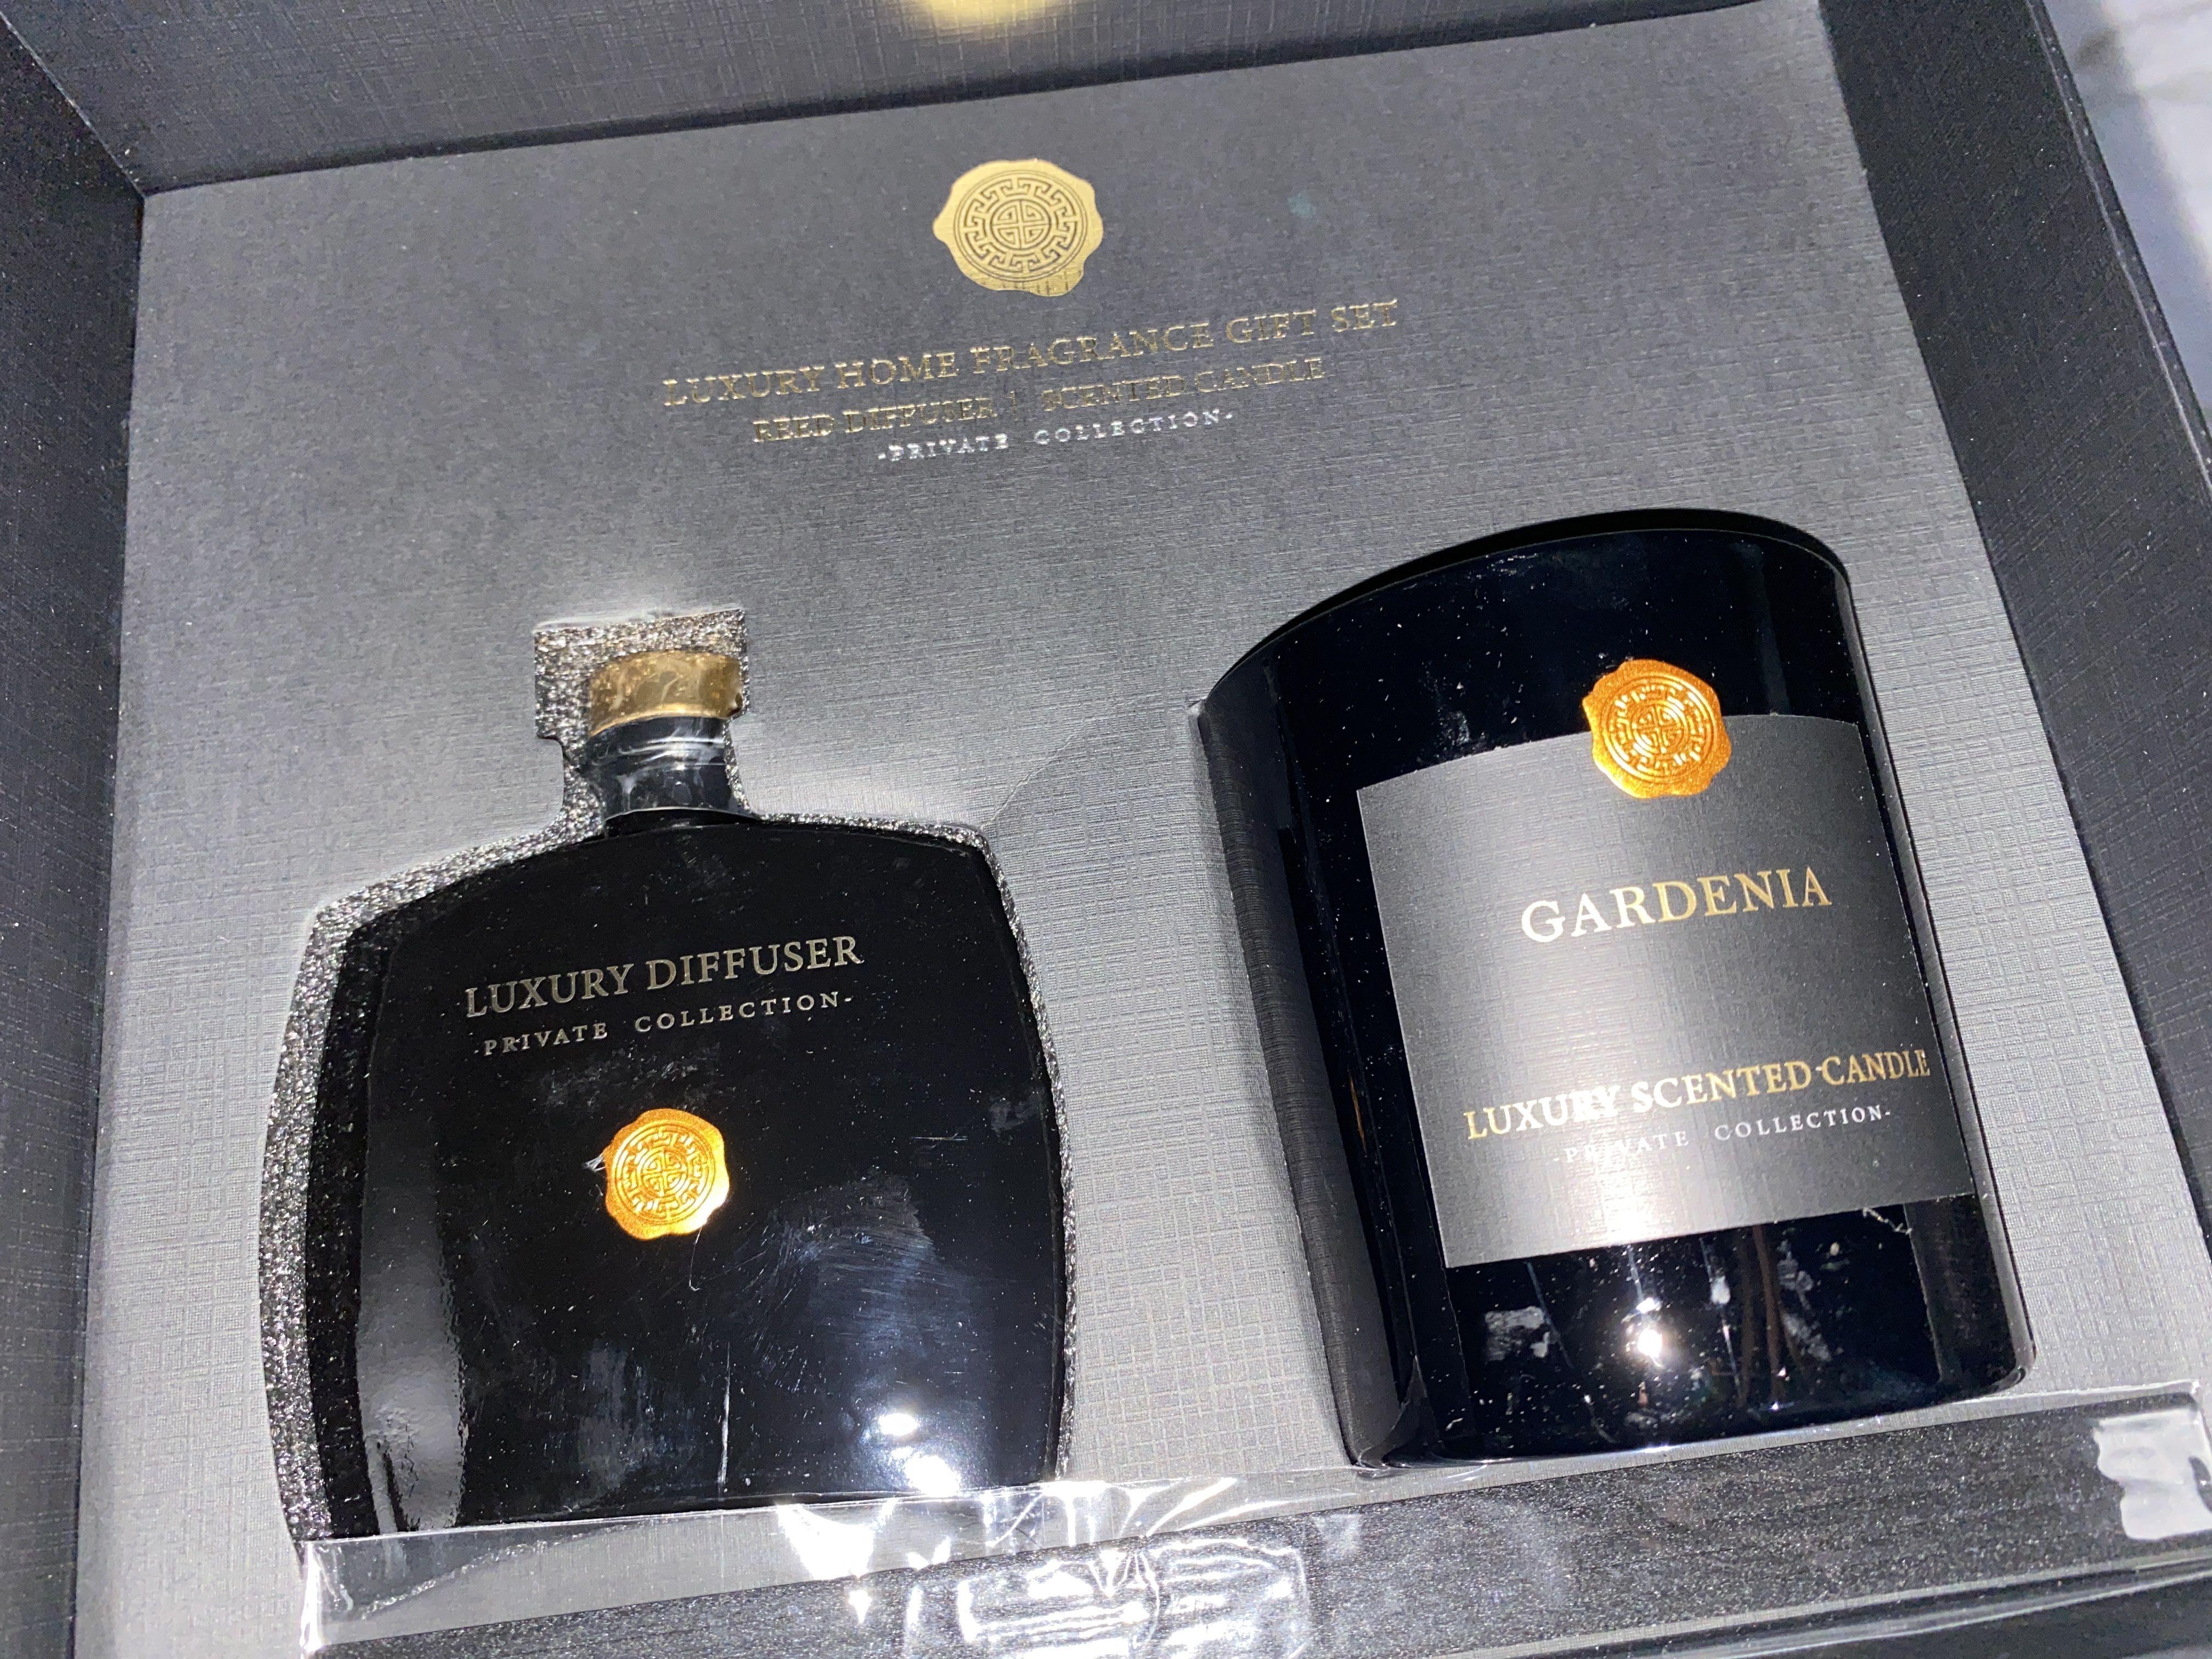 LUXURY HOME FRAGRANCE GIFT SET
REED DIFFUSER | SCENTED CANDLE
-PRIVATE COLLECTION-
LUXURY DIFFUSER
-PRIVATE COLLECTION-
GARDENIA
LUXURY SCENTED CANDLE
-PRIVATE COLLECTION-